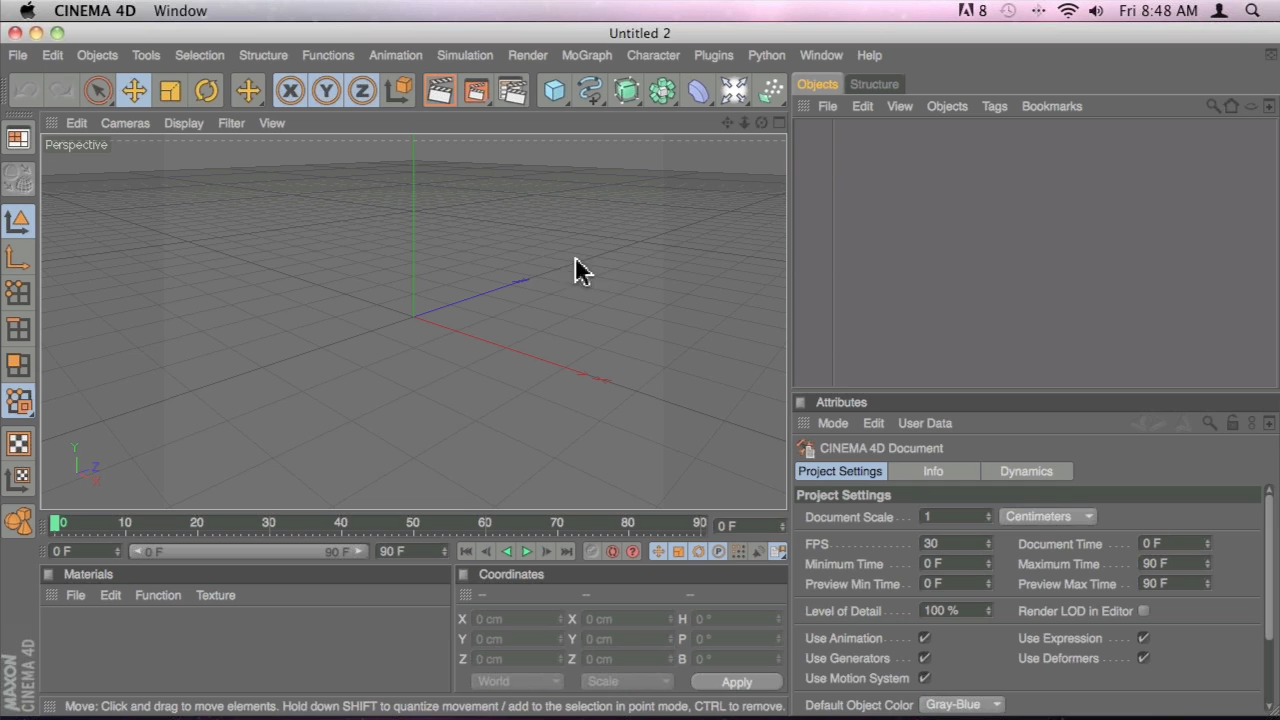 CINEMA 4D Window
8 Fri 8:48 AM
Untitled 2
File Edit Objects Tools Selection Structure Functions Animation Simulation Render MoGraph Character Plugins Python Window Help
Objects Structure
File Edit View Objects Tags Bookmarks
Edit Cameras Display Filter View
Perspective
Y
Z
X
Attributes
Mode Edit User Data
CINEMA 4D Document
Project Settings Info Dynamics
Project Settings
Document Scale 1 Centimeters
FPS 30 Document Time 0 F
Minimum Time 0 F Maximum Time 90 F
Preview Min Time 0 F Preview Max Time 90 F
Level of Detail 100 % Render LOD in Editor
Use Animation Use Expression
Use Generators Use Deformers
Use Motion System
Default Object Color Gray-Blue
0 10 20 30 40 50 60 70 80 90 0 F
0 F 0 F 90 F 90 F
Materials
File Edit Function Texture
Coordinates
-- -- --
X 0 cm X 0 cm H 0 °
Y 0 cm Y 0 cm P 0 °
Z 0 cm Z 0 cm B 0 °
World Scale Apply
MAXON
CINEMA 4D
Move: Click and drag to move elements. Hold down SHIFT to quantize movement / add to the selection in point mode, CTRL to remove.